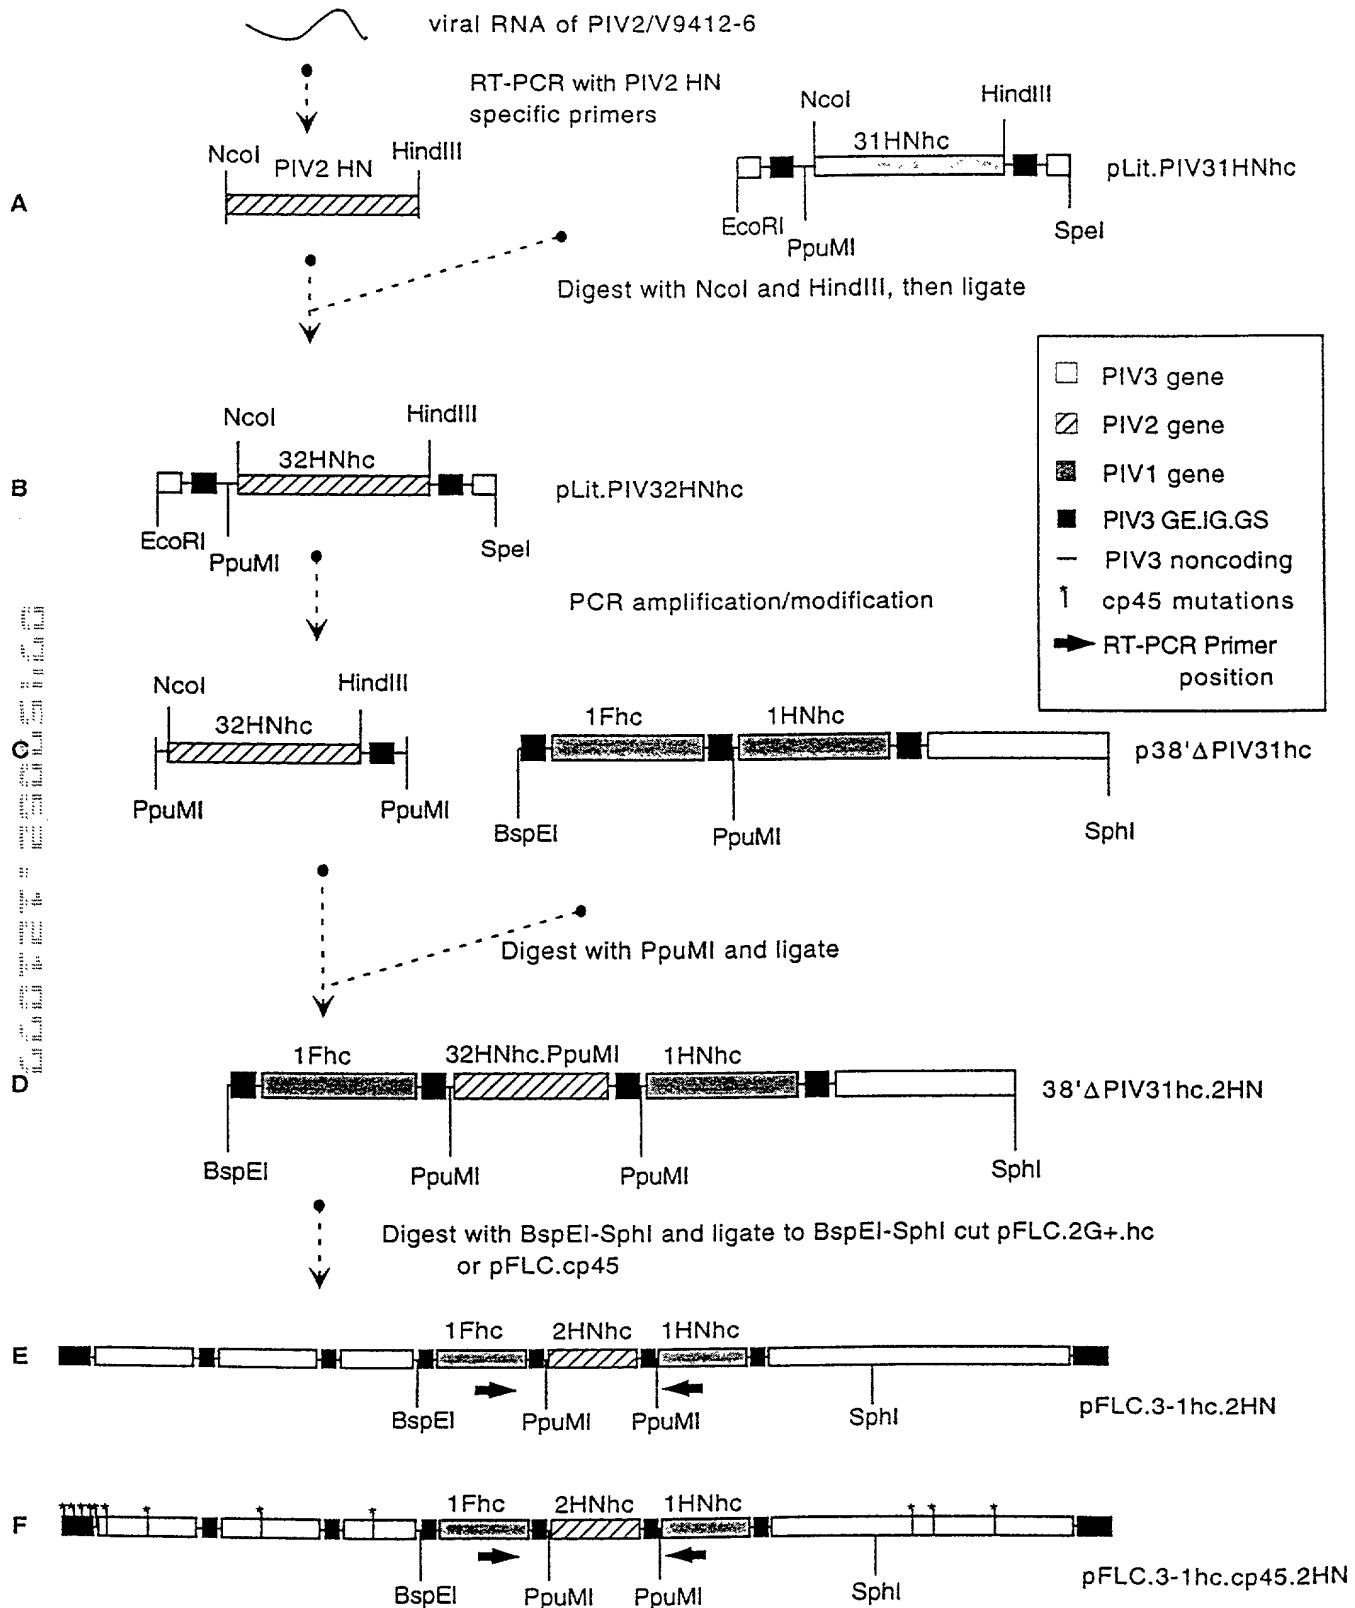 viral RNA of PIV2/V9412-6
RT-PCR with PIV2 HN
specific primers
NcoI
HindIII
31HNhc
pLit.PIV31HNhc
EcoRI
PpuMI
SpeI
NcoI
PIV2 HN
HindIII
A
Digest with NcoI and HindIII, then ligate
PIV3 gene
PIV2 gene
PIV1 gene
PIV3 GE.IG.GS
PIV3 noncoding
cp45 mutations
RT-PCR Primer
position
NcoI
HindIII
32HNhc
B
pLit.PIV32HNhc
EcoRI
PpuMI
SpeI
PCR amplification/modification
NcoI
HindIII
32HNhc
1Fhc
1HNhc
C
p38'ΔPIV31hc
PpuMI
PpuMI
BspEI
PpuMI
SphI
Digest with PpuMI and ligate
1Fhc
32HNhc.PpuMI
1HNhc
D
38'ΔPIV31hc.2HN
BspEI
PpuMI
PpuMI
SphI
Digest with BspEI-SphI and ligate to BspEI-SphI cut pFLC.2G+.hc
or pFLC.cp45
1Fhc
2HNhc
1HNhc
E
BspEI
PpuMI
PpuMI
SphI
pFLC.3-1hc.2HN
1Fhc
2HNhc
1HNhc
F
BspEI
PpuMI
PpuMI
SphI
pFLC.3-1hc.cp45.2HN